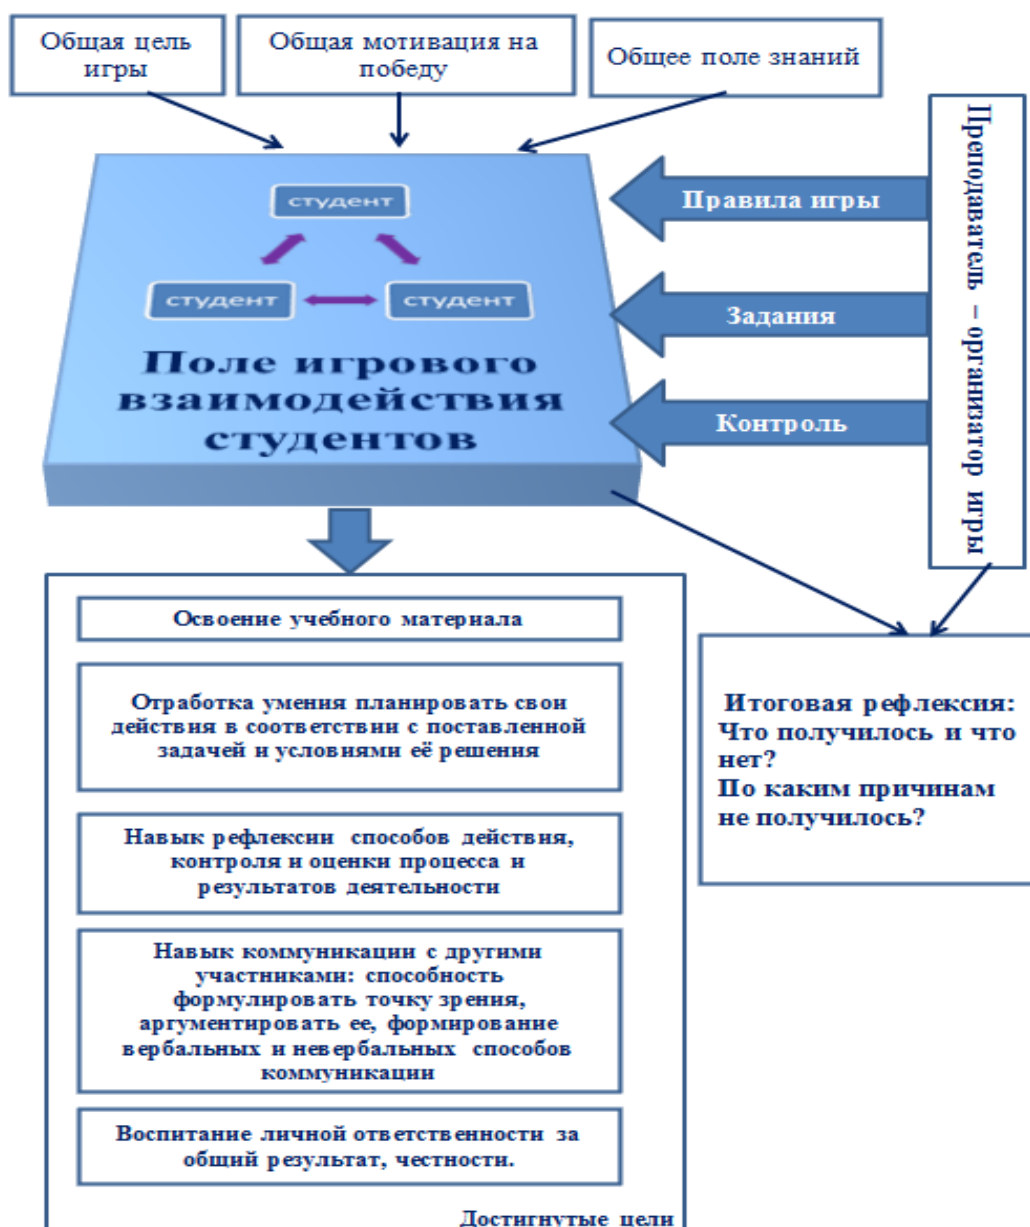 Общая цель
игры
Общая мотивация на
победу
Общее поле знаний
Преподаватель – организатор игры
студент
студент
студент
Поле игрового
взаимодействия
студентов
Правила игры
Задания
Контроль
Освоение учебного материала
Отработка умения планировать свои
действия в соответствии с поставленной
задачей и условиями её решения
Навык рефлексии способов действия,
контроля и оценки процесса и
результатов деятельности
Навык коммуникации с другими
участниками: способность
формулировать точку зрения,
аргументировать ее, формирование
вербальных и невербальных способов
коммуникации
Воспитание личной ответственности за
общий результат, честности.
Достигнутые цели
Итоговая рефлексия:
Что получилось и что
нет?
По каким причинам
не получилось?